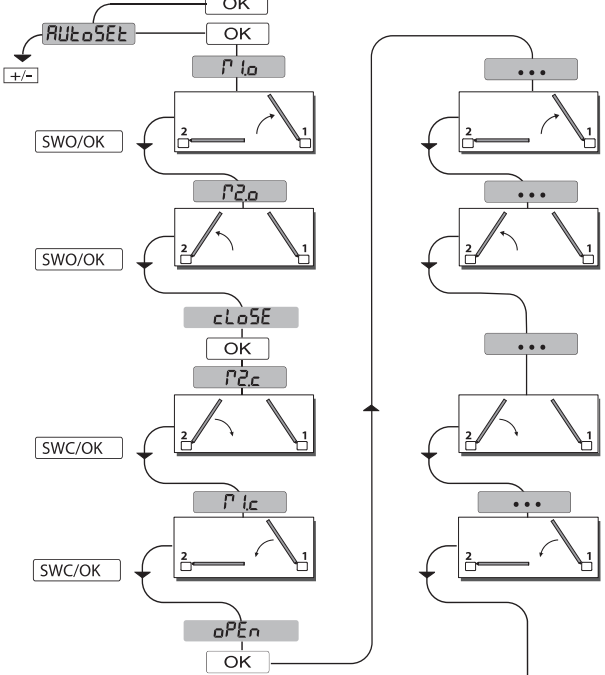 OK
AUtoSEt
OK
+/-
M1.o
2
1
SWO/OK
M2.o
2
1
SWO/OK
cLoSE
OK
M2.c
2
1
SWC/OK
M1.c
2
1
SWC/OK
oPEn
OK
•••
2
1
•••
2
1
•••
2
1
•••
2
1